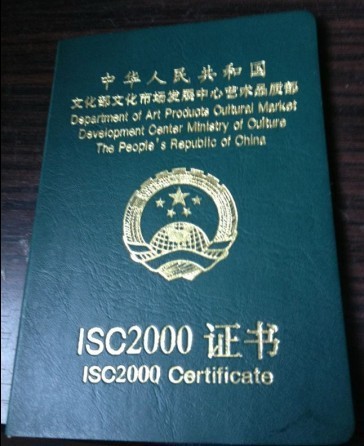 中华人民共和国
文化部文化市场发展中心艺术品质部
Department of Art Products Cultural Market
Development Center Ministry of Culture
The People's Republic of China
ISC2000 证书
ISC2000 Certificate